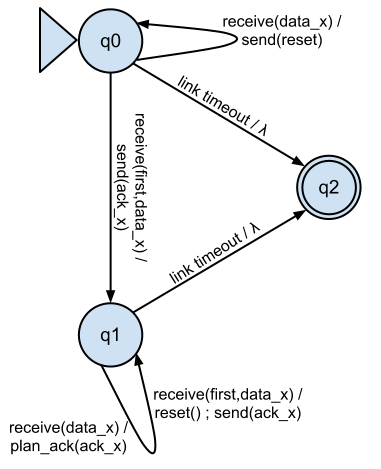 q0
receive(data_x) /
send(reset)
link timeout / λ
receive(first,data_x) /
send(ack_x)
q2
link timeout / λ
q1
receive(first,data_x) /
reset() ; send(ack_x)
receive(data_x) /
plan_ack(ack_x)